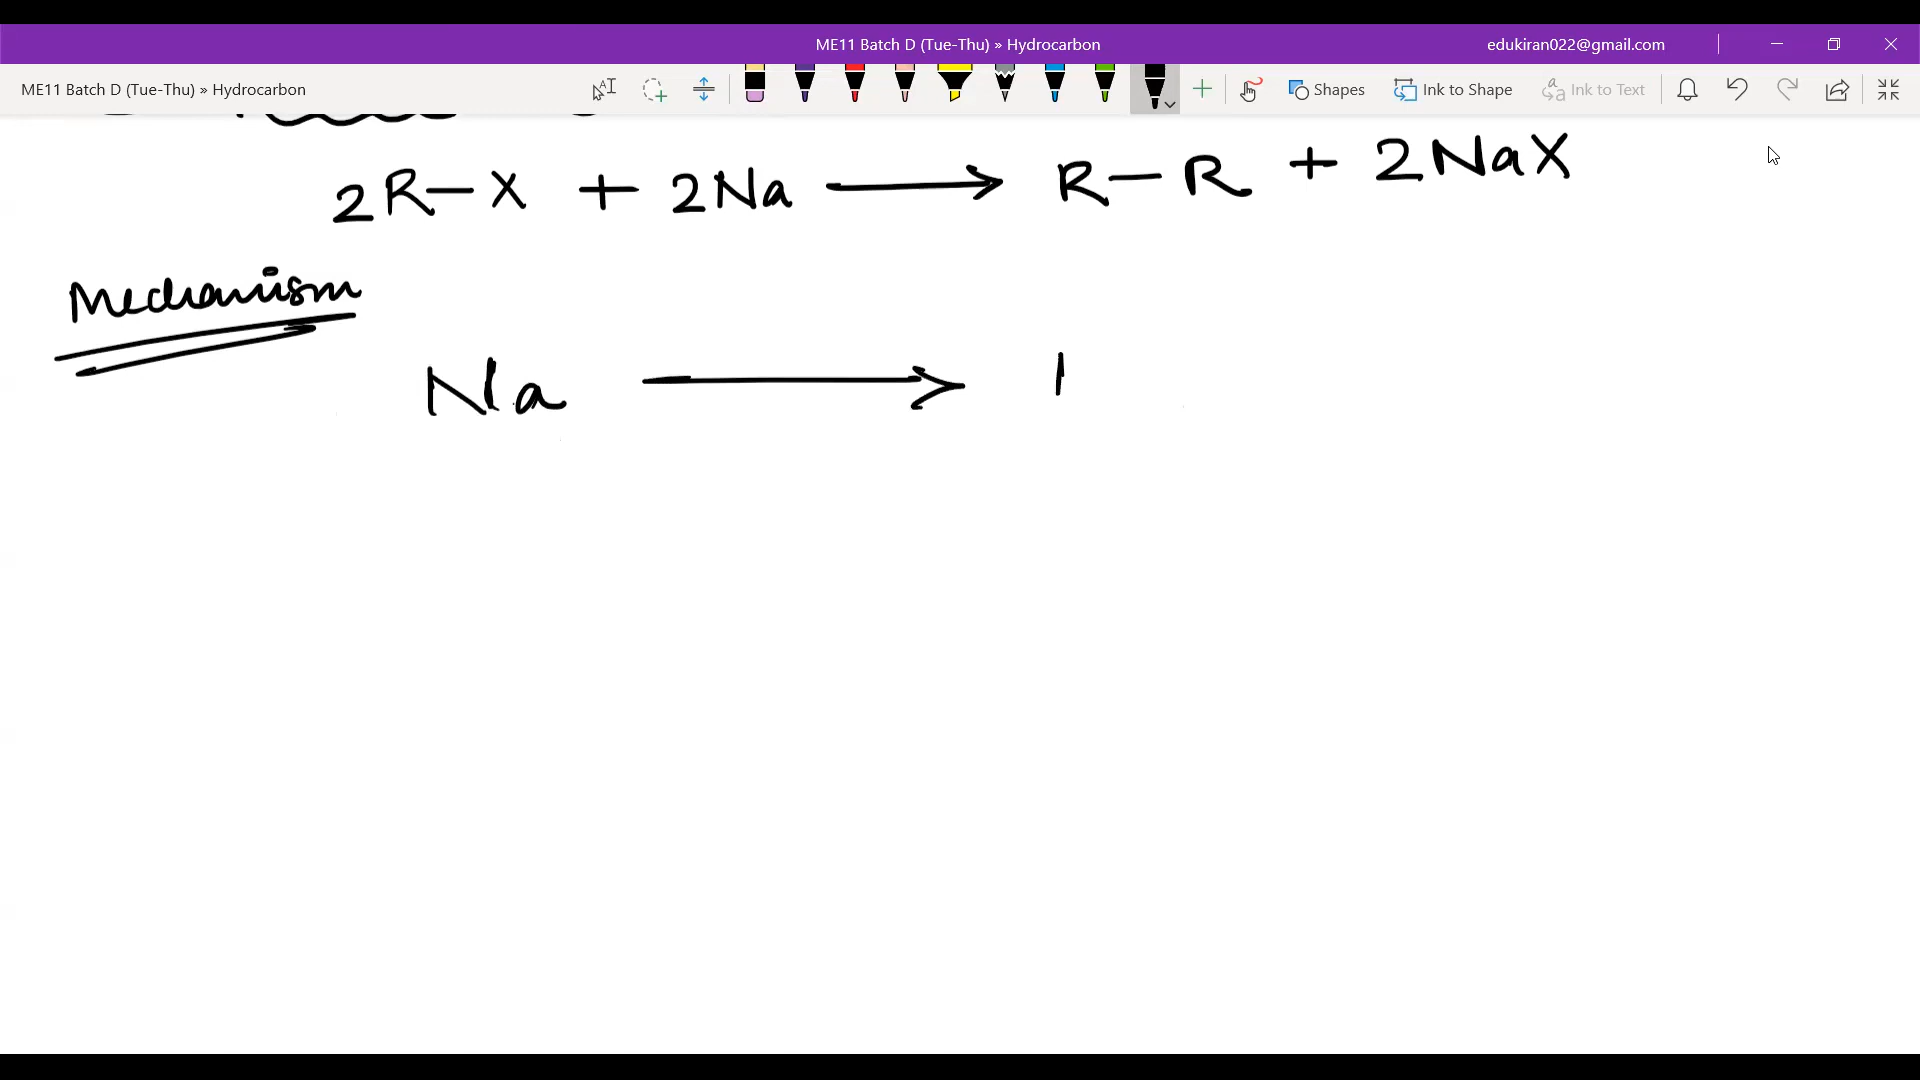 ME11 Batch D (Tue-Thu) » Hydrocarbon edukiran022@gmail.com
ME11 Batch D (Tue-Thu) » Hydrocarbon Shapes Ink to Shape Ink to Text
2R-X + 2Na ⟶ R-R + 2NaX
Mechanism
Na ⟶